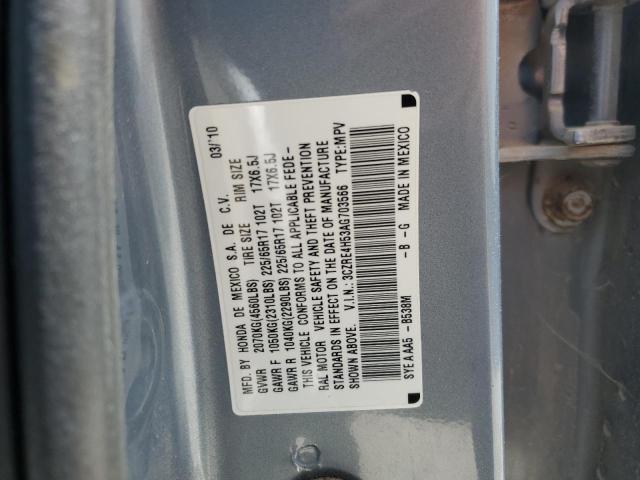 MFD. BY HONDA DE MEXICO S.A. DE C.V. 03/'10
TIRE SIZE RIM SIZE
GVWR 2070KG(4560LBS)
GAWR F 1050KG(2310LBS) 225/65R17 102T 17X6.5J
GAWR R 1040KG(2290LBS) 225/65R17 102T 17X6.5J
THIS VEHICLE CONFORMS TO ALL APPLICABLE FEDE-
RAL MOTOR VEHICLE SAFETY AND THEFT PREVENTION
STANDARDS IN EFFECT ON THE DATE OF MANUFACTURE
SHOWN ABOVE. V.I.N.: 3CZRE4H53AG703566 TYPE:MPV
SYEAAA5 -B538M -B -G MADE IN MEXICO